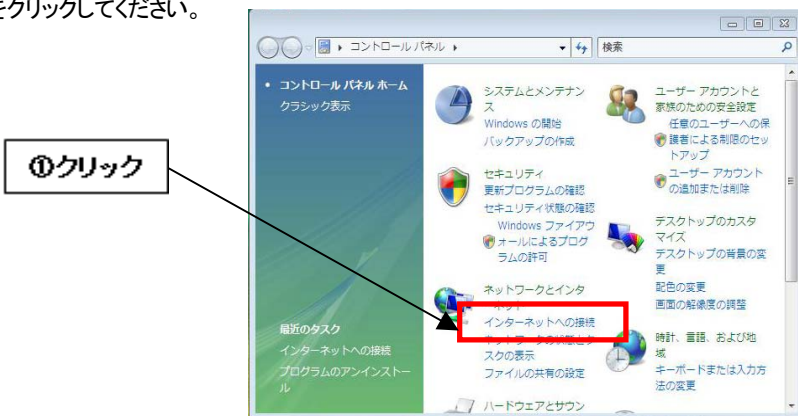 をクリックしてください。
①クリック
コントロール パネル
検索
コントロール パネル ホーム
クラシック表示
最近のタスク
インターネットへの接続
プログラムのアンインストー
ル
システムとメンテナン
ス
Windows の開始
バックアップの作成
セキュリティ
更新プログラムの確認
セキュリティ状態の確認
Windows ファイアウ
ォールによるプログ
ラムの許可
ネットワークとインタ
ーネット
インターネットへの接続
ネットワークの状態とタ
スクの表示
ファイルの共有の設定
ハードウェアとサウン
ユーザー アカウントと
家族のための安全設定
任意のユーザーへの保
護者による制限のセッ
トアップ
ユーザー アカウント
の追加または削除
デスクトップのカスタ
マイズ
デスクトップの背景の変
更
配色の変更
画面の解像度の調整
時計、言語、および地
域
キーボードまたは入力方
法の変更